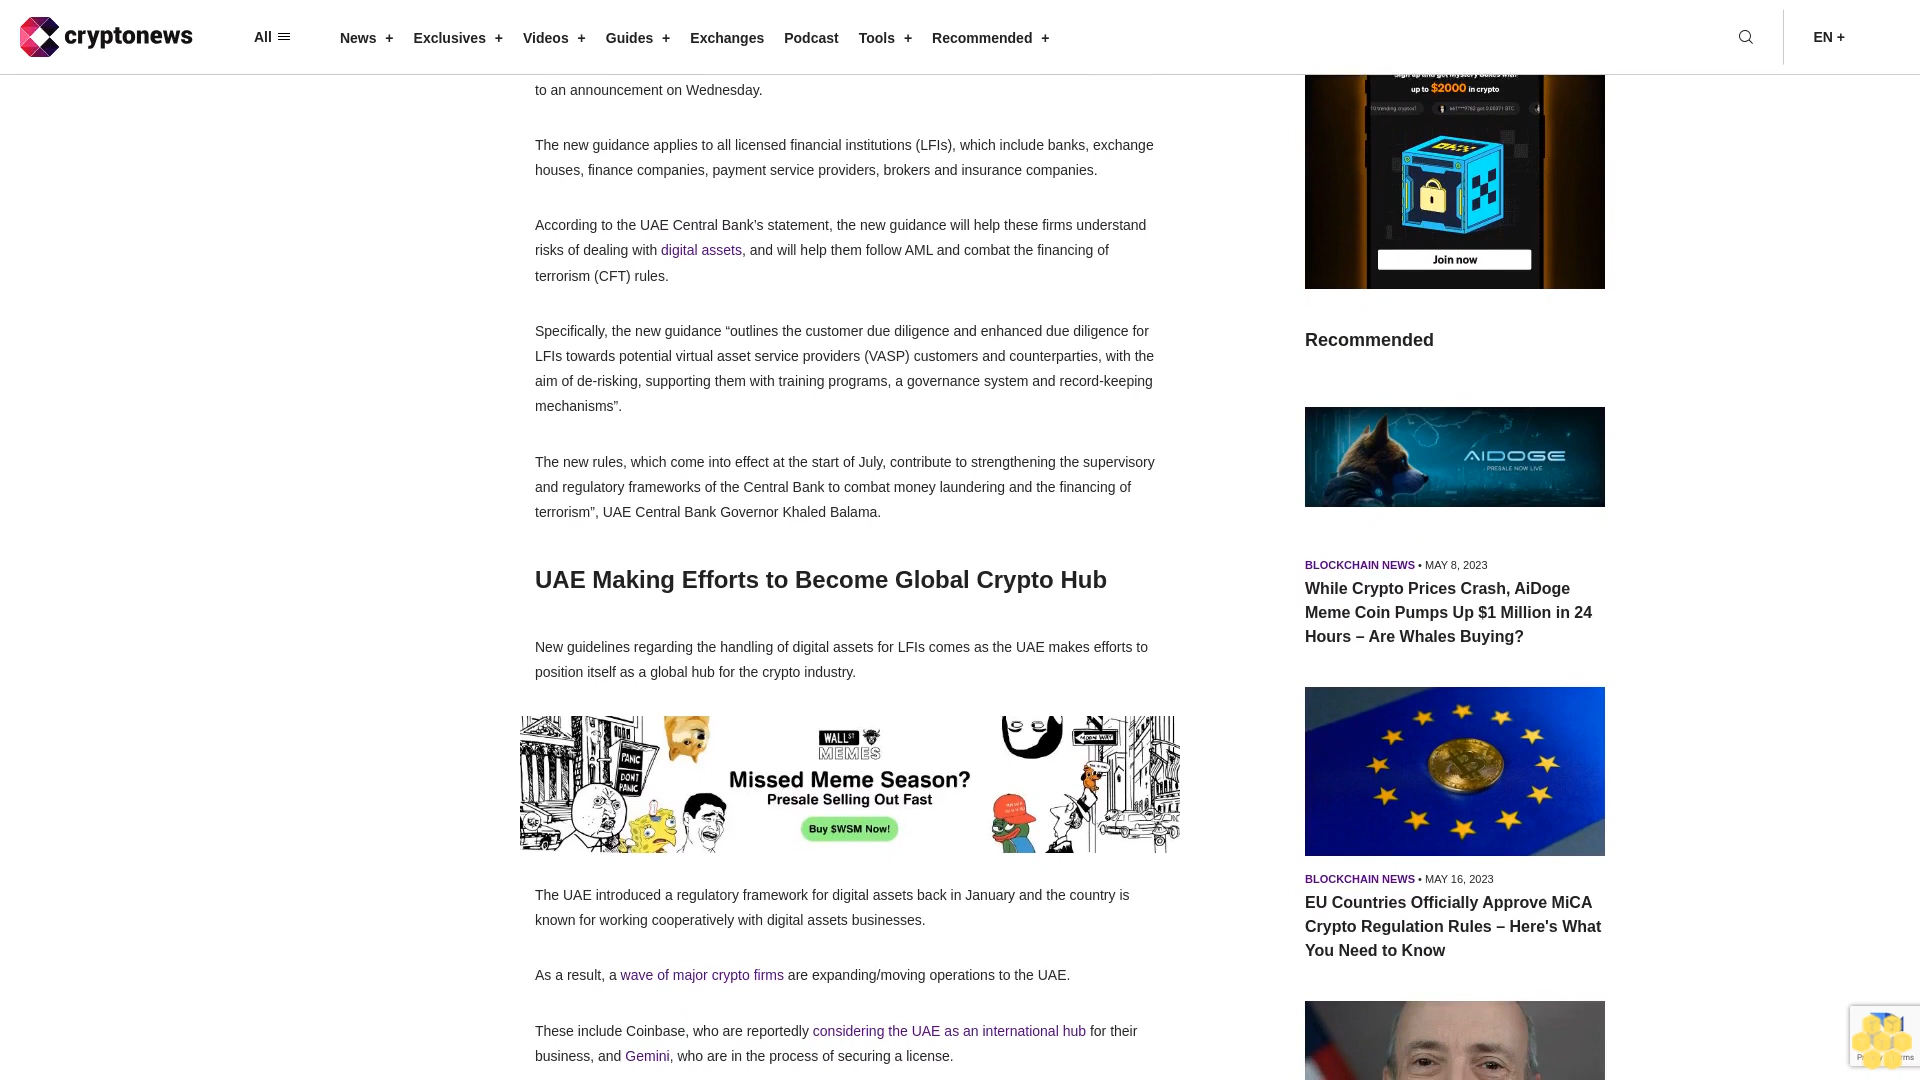 cryptonews
All
News +
Exclusives +
Videos +
Guides +
Exchanges
Podcast
Tools +
Recommended +
EN +
to an announcement on Wednesday.
The new guidance applies to all licensed financial institutions (LFIs), which include banks, exchange
houses, finance companies, payment service providers, brokers and insurance companies.
According to the UAE Central Bank’s statement, the new guidance will help these firms understand
risks of dealing with digital assets, and will help them follow AML and combat the financing of
terrorism (CFT) rules.
Specifically, the new guidance “outlines the customer due diligence and enhanced due diligence for
LFIs towards potential virtual asset service providers (VASP) customers and counterparties, with the
aim of de-risking, supporting them with training programs, a governance system and record-keeping
mechanisms”.
The new rules, which come into effect at the start of July, contribute to strengthening the supervisory
and regulatory frameworks of the Central Bank to combat money laundering and the financing of
terrorism”, UAE Central Bank Governor Khaled Balama.
UAE Making Efforts to Become Global Crypto Hub
New guidelines regarding the handling of digital assets for LFIs comes as the UAE makes efforts to
position itself as a global hub for the crypto industry.
PANIC
DONT
PANIC
WALL ST
MEMES
Missed Meme Season?
Presale Selling Out Fast
Buy $WSM Now!
The UAE introduced a regulatory framework for digital assets back in January and the country is
known for working cooperatively with digital assets businesses.
As a result, a wave of major crypto firms are expanding/moving operations to the UAE.
These include Coinbase, who are reportedly considering the UAE as an international hub for their
business, and Gemini, who are in the process of securing a license.
up to $2000 in crypto
Join now
Recommended
AIDOGE
PRESALE NOW LIVE
BLOCKCHAIN NEWS • MAY 8, 2023
While Crypto Prices Crash, AiDoge
Meme Coin Pumps Up $1 Million in 24
Hours – Are Whales Buying?
BLOCKCHAIN NEWS • MAY 16, 2023
EU Countries Officially Approve MiCA
Crypto Regulation Rules – Here's What
You Need to Know